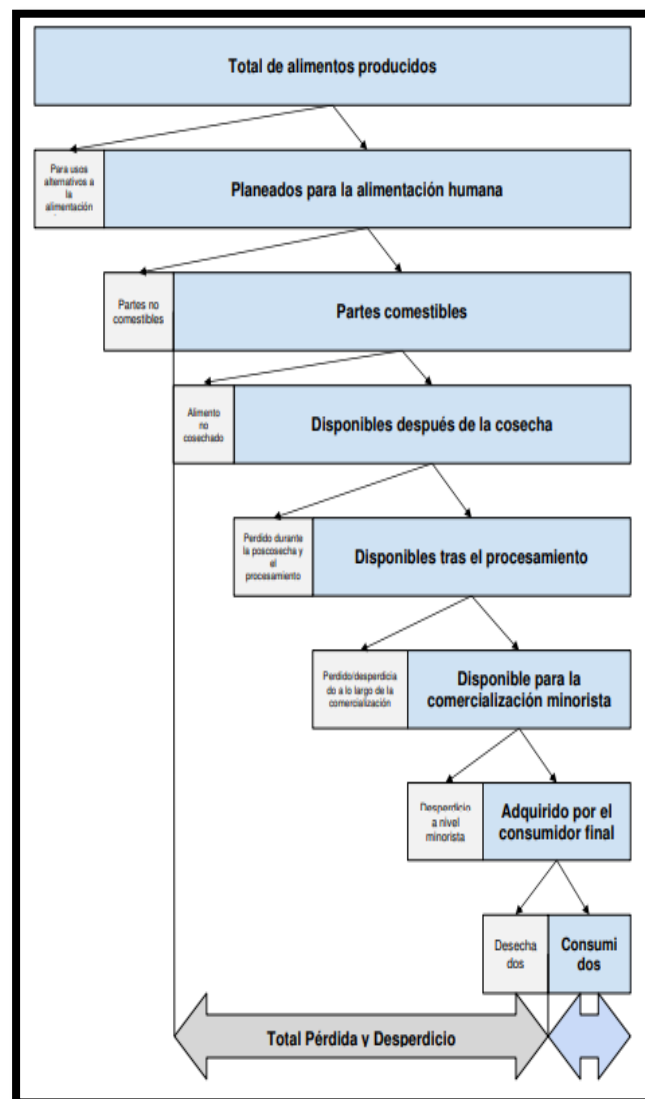 Total de alimentos producidos
Para usos
alternativos a
la
alimentación
Planeados para la alimentación humana
Partes no
comestibles
Partes comestibles
Alimento
no
cosechado
Disponibles después de la cosecha
Perdido durante
la poscosecha y
el
procesamiento
Disponibles tras el procesamiento
Perdido/desperdicia
do a lo largo de la
comercialización
Disponible para la
comercialización minorista
Desperdicio
a nivel
minorista
Adquirido por el
consumidor final
Desecha
dos
Consumi
dos
Total Pérdida y Desperdicio